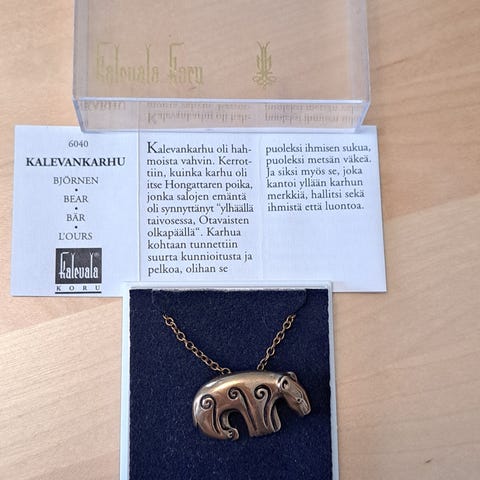 Kalevala Koru
KARHU
6040
KALEVANKARHU
BJÖRNEN
•
BEAR
•
BÄR
•
L'OURS
Kalevala
KORU
Kalevankarhu oli hah-
moista vahvin. Kerrot-
tiin, kuinka karhu oli
itse Hongattaren poika,
jonka salojen emäntä
oli synnyttänyt "ylhäällä
taivosessa, Otavaisten
olkapäällä". Karhua
kohtaan tunnettiin
suurta kunnioitusta ja
pelkoa, olihan se
puoleksi ihmisen sukua,
puoleksi metsän väkeä.
Ja siksi myös se, joka
kantoi yllään karhun
merkkiä, hallitsi sekä
ihmistä että luontoa.